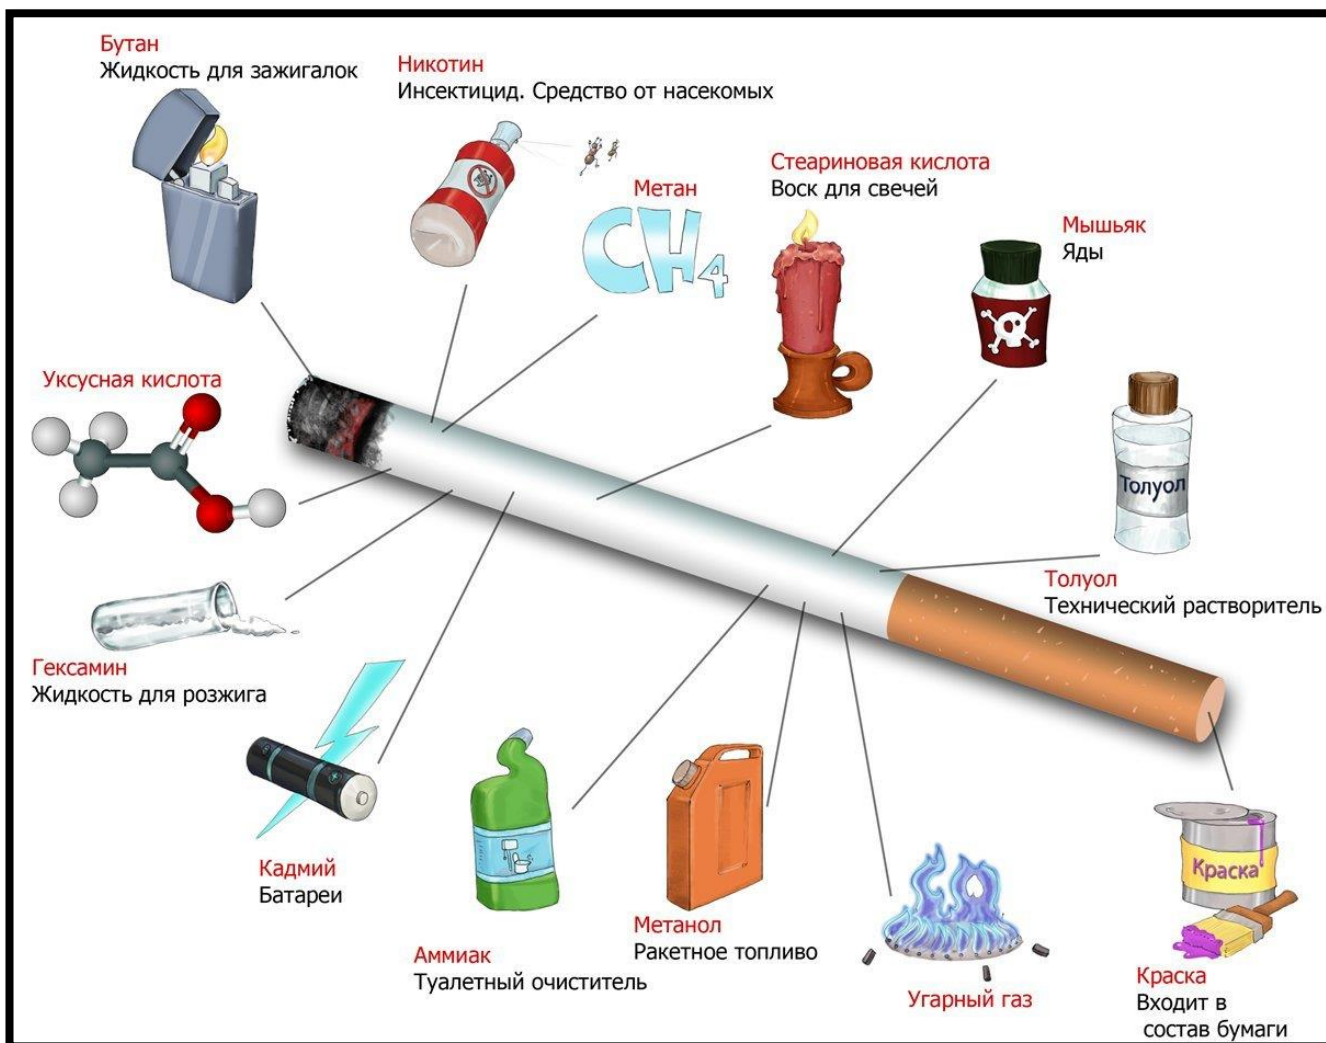 Бутан
Жидкость для зажигалок
Никотин
Инсектицид. Средство от насекомых
Метан
CH4
Стеариновая кислота
Воск для свечей
Мышьяк
Яды
Уксусная кислота
Толуол
Толуол
Технический растворитель
Гексамин
Жидкость для розжига
Кадмий
Батареи
Аммиак
Туалетный очиститель
Метанол
Ракетное топливо
CO
Угарный газ
Краска
Краска
Входит в
состав бумаги